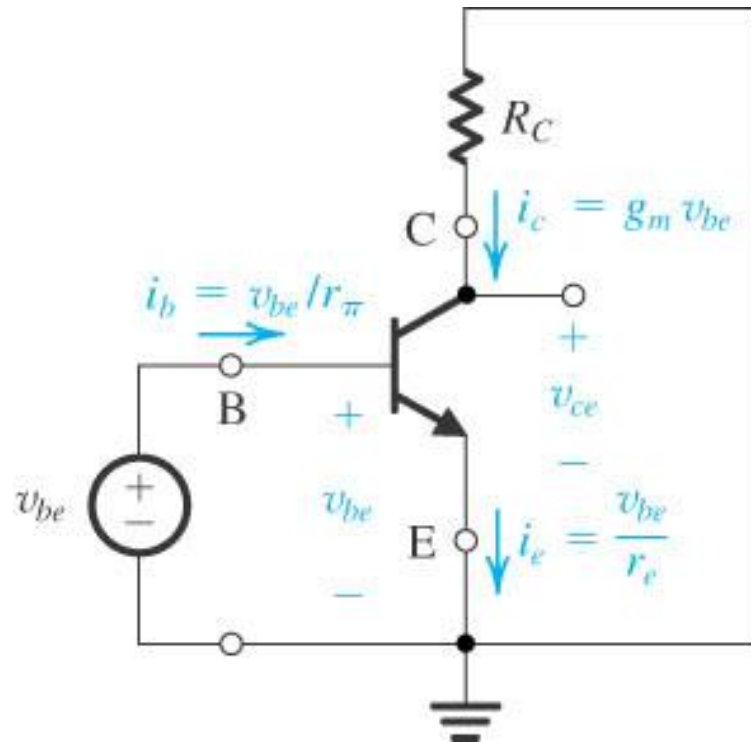 R_C
C
i_c = g_m v_be
i_b = v_be/r_π
B
+
v_ce
−
+
v_be
−
v_be
+
−
E
i_e = v_be/r_e